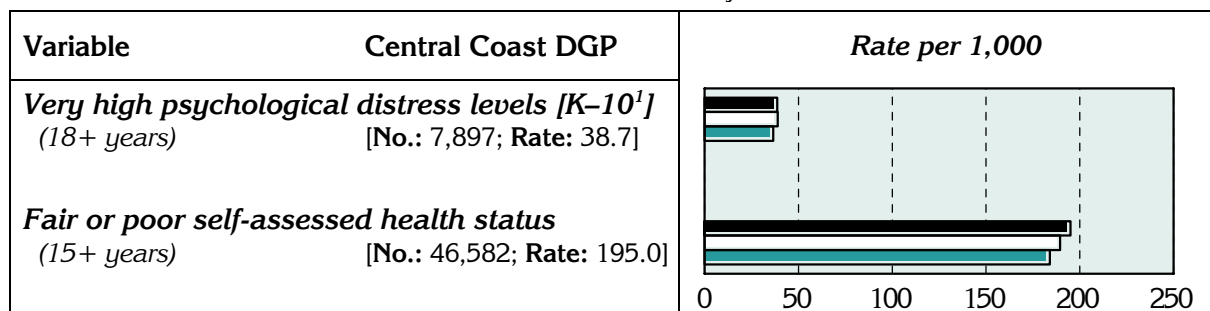 Variable Central Coast DGP Rate per 1,000
Very high psychological distress levels [K–10¹]
(18+ years) [No.: 7,897; Rate: 38.7]
Fair or poor self-assessed health status
(15+ years) [No.: 46,582; Rate: 195.0]
0 50 100 150 200 250